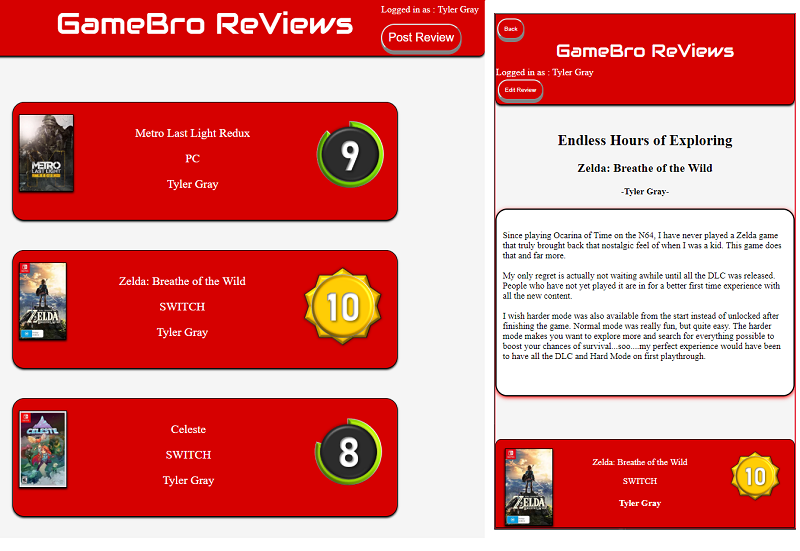 GameBro ReViews
Logged in as : Tyler Gray
Post Review
METRO
LAST LIGHT
REDUX
Metro Last Light Redux
PC
Tyler Gray
9
ZELDA
Zelda: Breathe of the Wild
SWITCH
Tyler Gray
10
CELESTE
Celeste
SWITCH
Tyler Gray
8
Back
GameBro ReViews
Logged in as : Tyler Gray
Edit Review
Endless Hours of Exploring
Zelda: Breathe of the Wild
-Tyler Gray-
Since playing Ocarina of Time on the N64, I have never played a Zelda game
that truly brought back that nostalgic feel of when I was a kid. This game does
that and far more.
My only regret is actually not waiting awhile until all the DLC was released.
People who have not yet played it are in for a better first time experience with
all the new content.
I wish harder mode was also available from the start instead of unlocked after
finishing the game. Normal mode was really fun, but quite easy. The harder
mode makes you want to explore more and search for everything possible to
boost your chances of survival...soo....my perfect experience would have been
to have all the DLC and Hard Mode on first playthrough.
ZELDA
Zelda: Breathe of the Wild
SWITCH
Tyler Gray
10